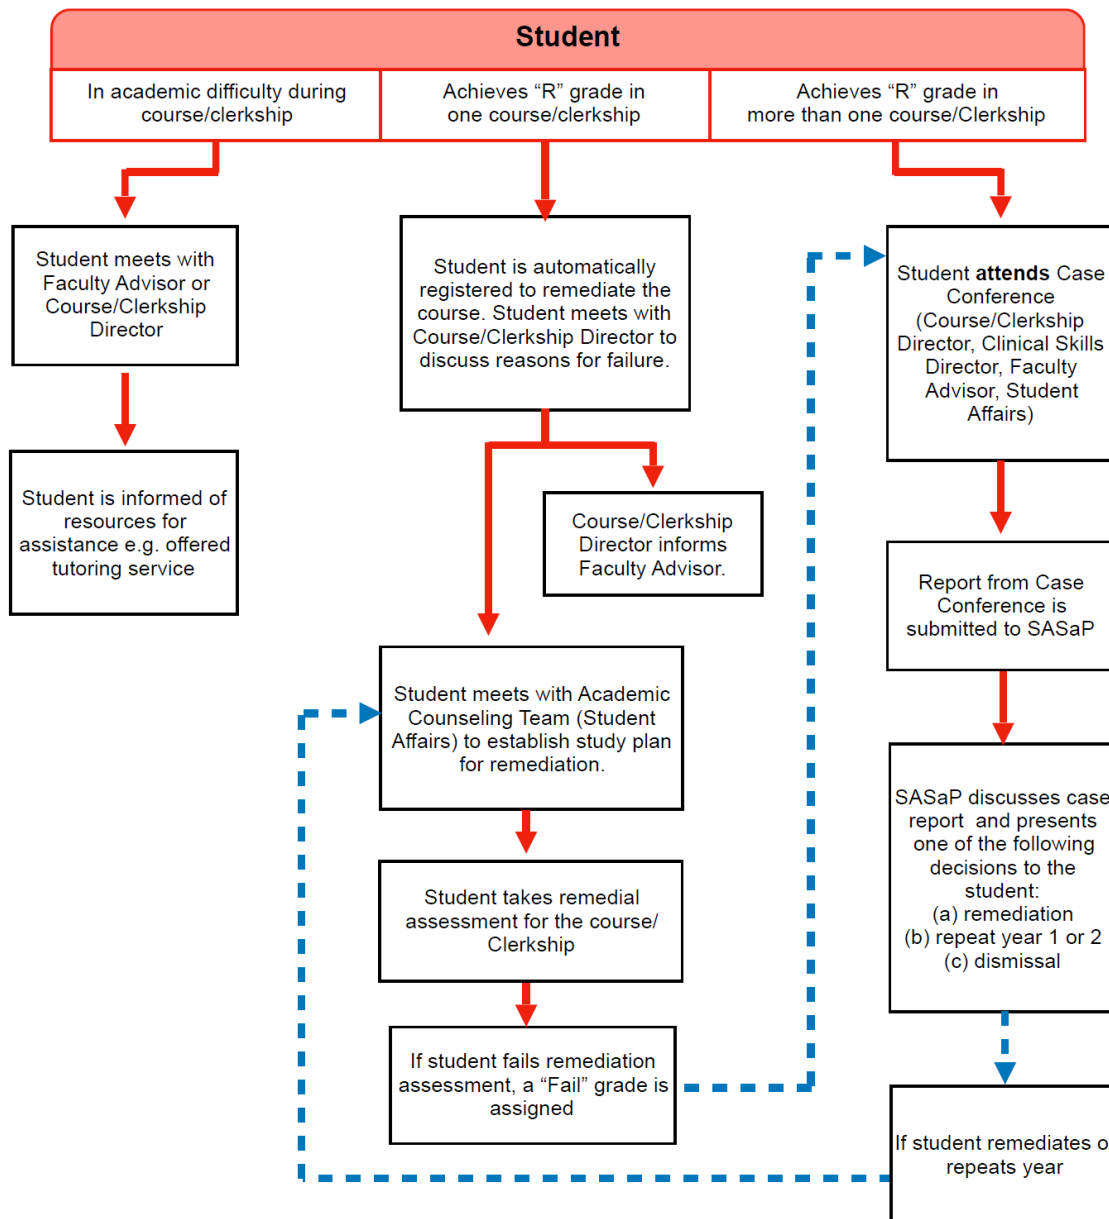 Student
In academic difficulty during
course/clerkship
Achieves “R” grade in
one course/clerkship
Achieves “R” grade in
more than one course/Clerkship
Student meets with
Faculty Advisor or
Course/Clerkship
Director
Student is informed of
resources for
assistance e.g. offered
tutoring service
Student is automatically
registered to remediate the
course. Student meets with
Course/Clerkship Director to
discuss reasons for failure.
Course/Clerkship
Director informs
Faculty Advisor.
Student meets with Academic
Counseling Team (Student
Affairs) to establish study plan
for remediation.
Student takes remedial
assessment for the course/
Clerkship
If student fails remediation
assessment, a “Fail” grade is
assigned
Student attends Case
Conference
(Course/Clerkship
Director, Clinical Skills
Director, Faculty
Advisor, Student
Affairs)
Report from Case
Conference is
submitted to SASaP
SASaP discusses case
report and presents
one of the following
decisions to the
student:
(a) remediation
(b) repeat year 1 or 2
(c) dismissal
If student remediates or
repeats year